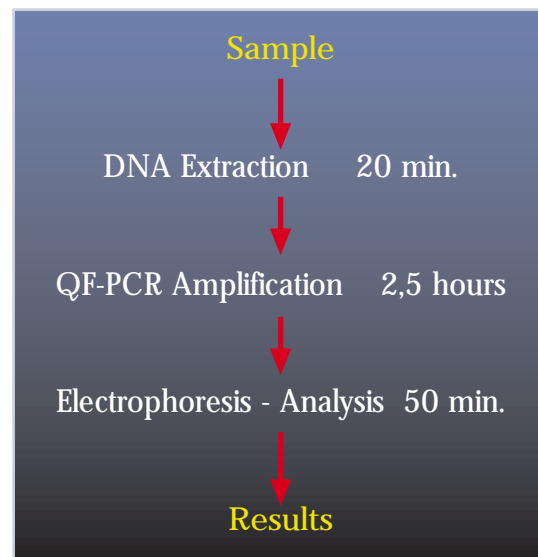 Sample
DNA Extraction 20 min.
QF-PCR Amplification 2,5 hours
Electrophoresis - Analysis 50 min.
Results